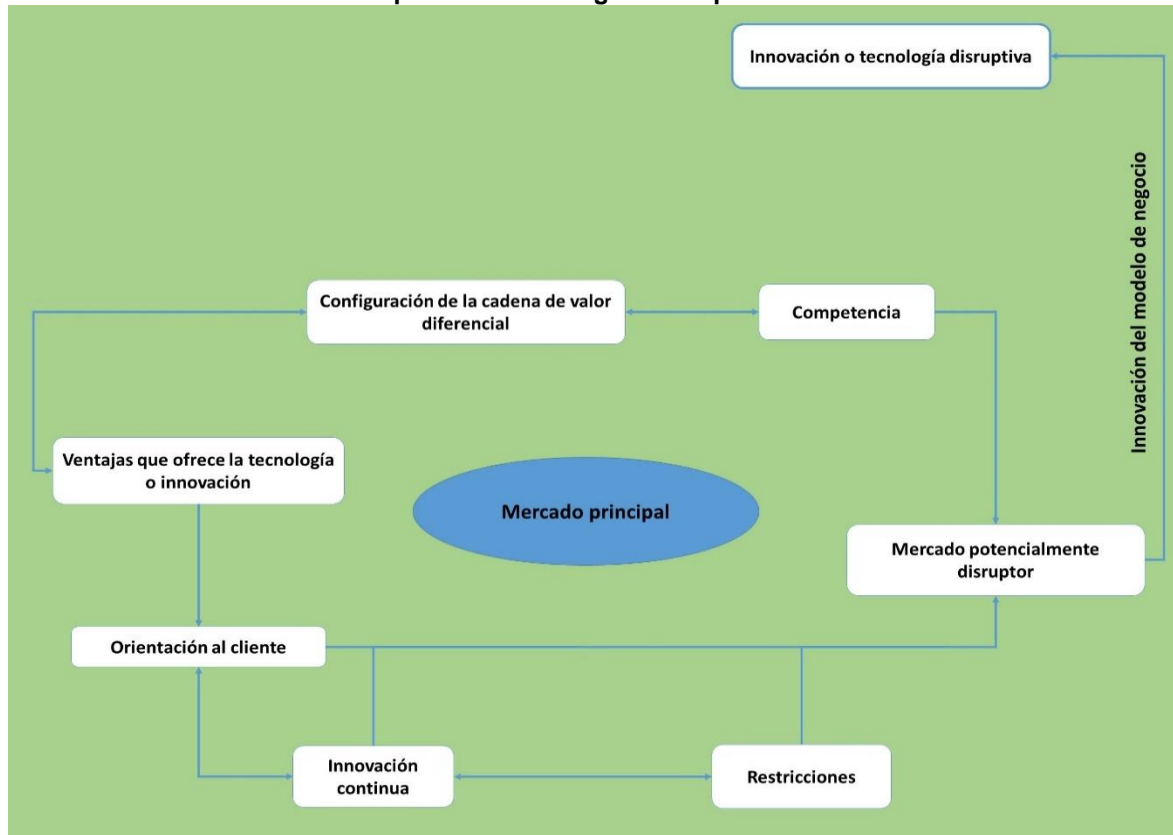 Innovación o tecnología disruptiva
Innovación del modelo de negocio
Configuración de la cadena de valor
diferencial
Competencia
Ventajas que ofrece la tecnología
o innovación
Mercado principal
Mercado potencialmente
disruptor
Orientación al cliente
Innovación
continua
Restricciones